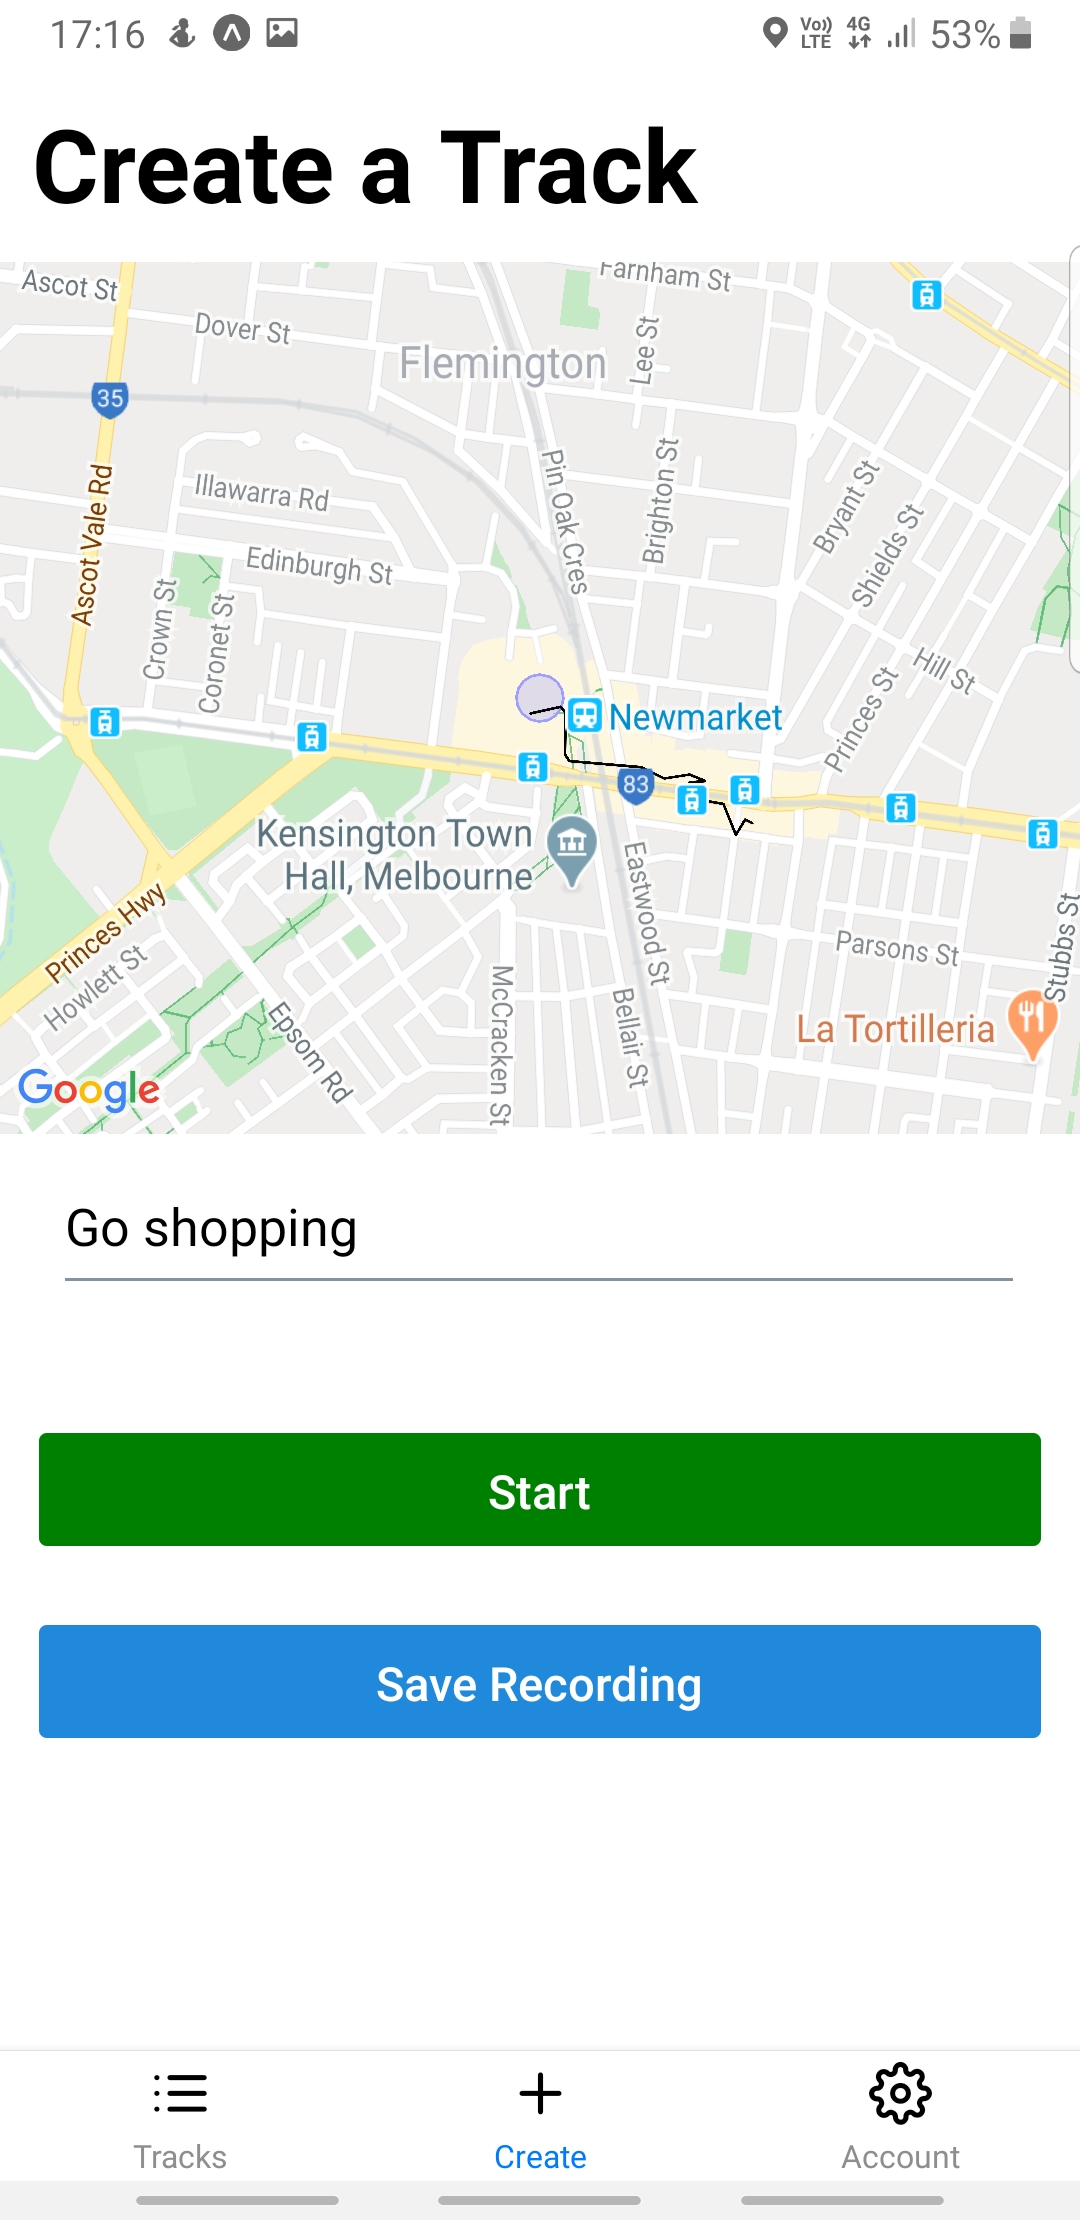 17:16
Vo)) LTE 4G 53%
Create a Track
Ascot St
Farnham St
Dover St
Flemington
Lee St
35
Pin Oak Cres
Brighton St
Bryant St
Illawarra Rd
Ascot Vale Rd
Shields St
Edinburgh St
Crown St
Coronet St
Hill St
Princes St
Newmarket
83
Kensington Town
Hall, Melbourne
Eastwood St
Princes Hwy
Stubbs St
Parsons St
Howlett St
McCracken St
Bellair St
Epsom Rd
La Tortilleria
Google
Go shopping
Start
Save Recording
Tracks
Create
Account